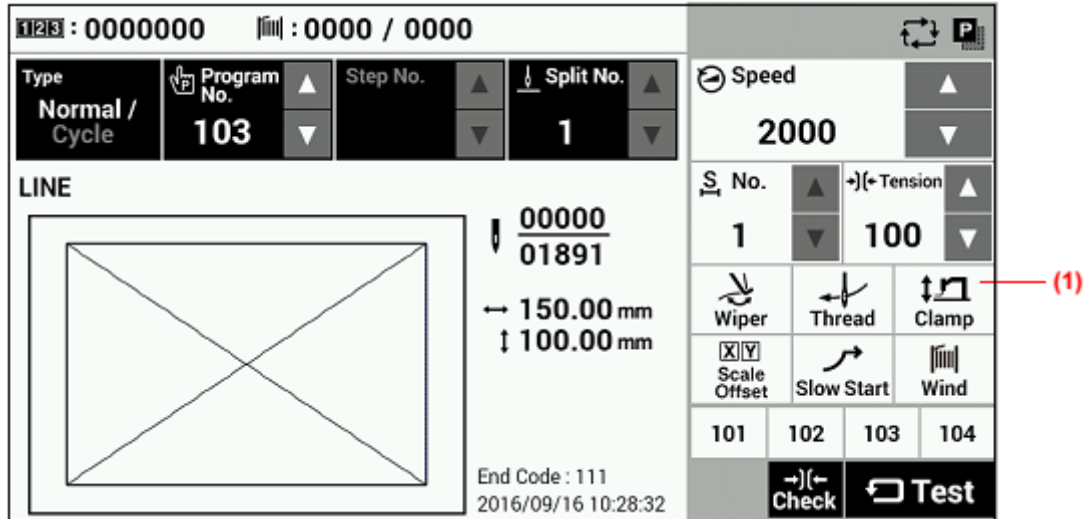 123 : 0000000 : 0000 / 0000
P
Type
Normal /
Cycle
P Program
No.
103
Step No.
Split No.
1
Speed
2000
S No.
1
Tension
100
LINE
00000
01891
150.00 mm
100.00 mm
Wiper
Thread
Clamp
(1)
X Y
Scale
Offset
Slow Start
Wind
101 102 103 104
End Code : 111
2016/09/16 10:28:32
Check
Test